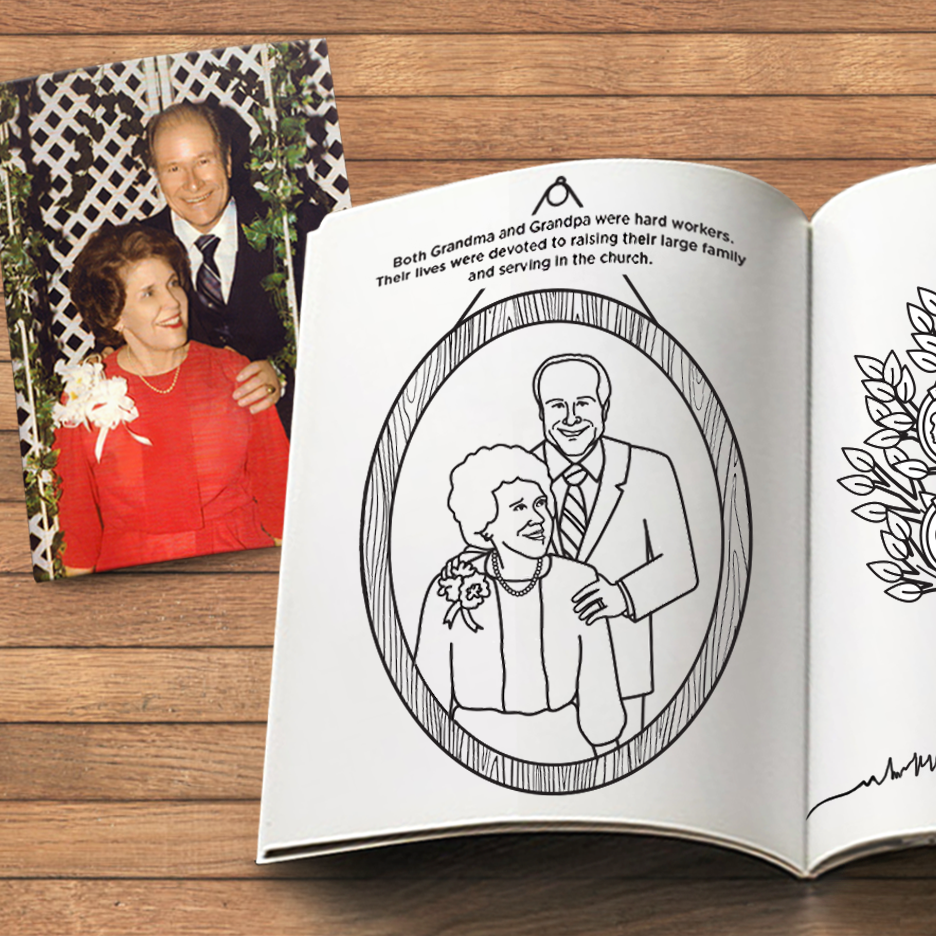 Both Grandma and Grandpa were hard workers.
Their lives were devoted to raising their large family
and serving in the church.